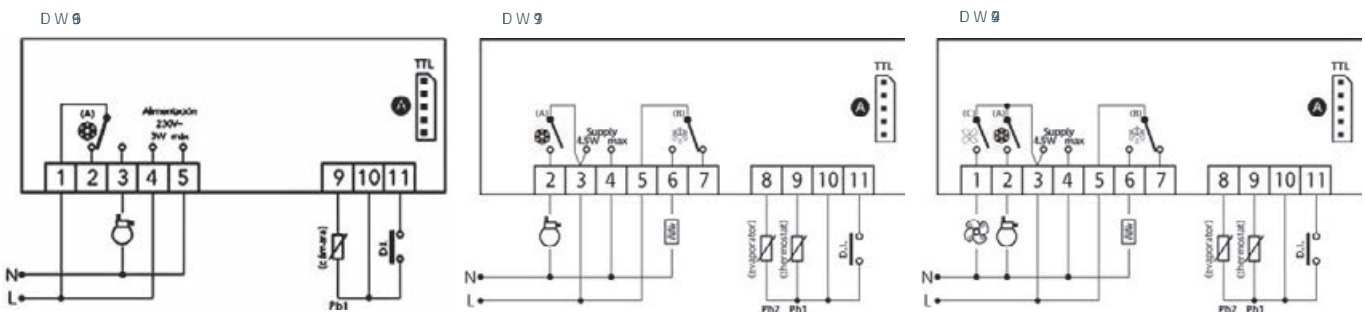 TTL
(A)
Alimentación
230V~
3W máx
A
1 2 3 4 5 9 10 11
(cámara)
D.I.
N
L
Pb1
TTL
(A)
(B)
Supply
4.5W max
A
2 3 4 5 6 7 8 9 10 11
(evaporator)
(thermostat)
D.I.
N
L
Pb2 Pb1
TTL
(C) (A)
(B)
Supply
4.5W max
A
1 2 3 4 5 6 7 8 9 10 11
(evaporator)
(thermostat)
D.I.
N
L
Pb2 Pb1